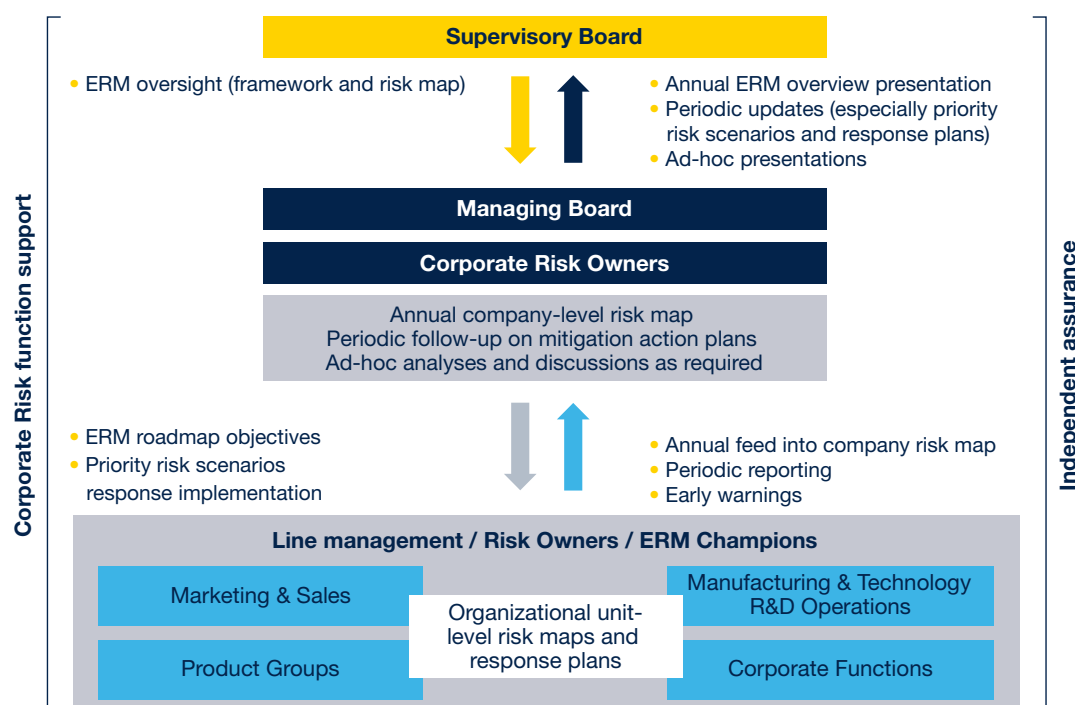 Supervisory Board
• ERM oversight (framework and risk map)
• Annual ERM overview presentation
• Periodic updates (especially priority
risk scenarios and response plans)
• Ad-hoc presentations
Managing Board
Corporate Risk Owners
Annual company-level risk map
Periodic follow-up on mitigation action plans
Ad-hoc analyses and discussions as required
• ERM roadmap objectives
• Priority risk scenarios
response implementation
• Annual feed into company risk map
• Periodic reporting
• Early warnings
Line management / Risk Owners / ERM Champions
Marketing & Sales
Product Groups
Organizational unit-
level risk maps and
response plans
Manufacturing & Technology
R&D Operations
Corporate Functions
Corporate Risk function support
Independent assurance